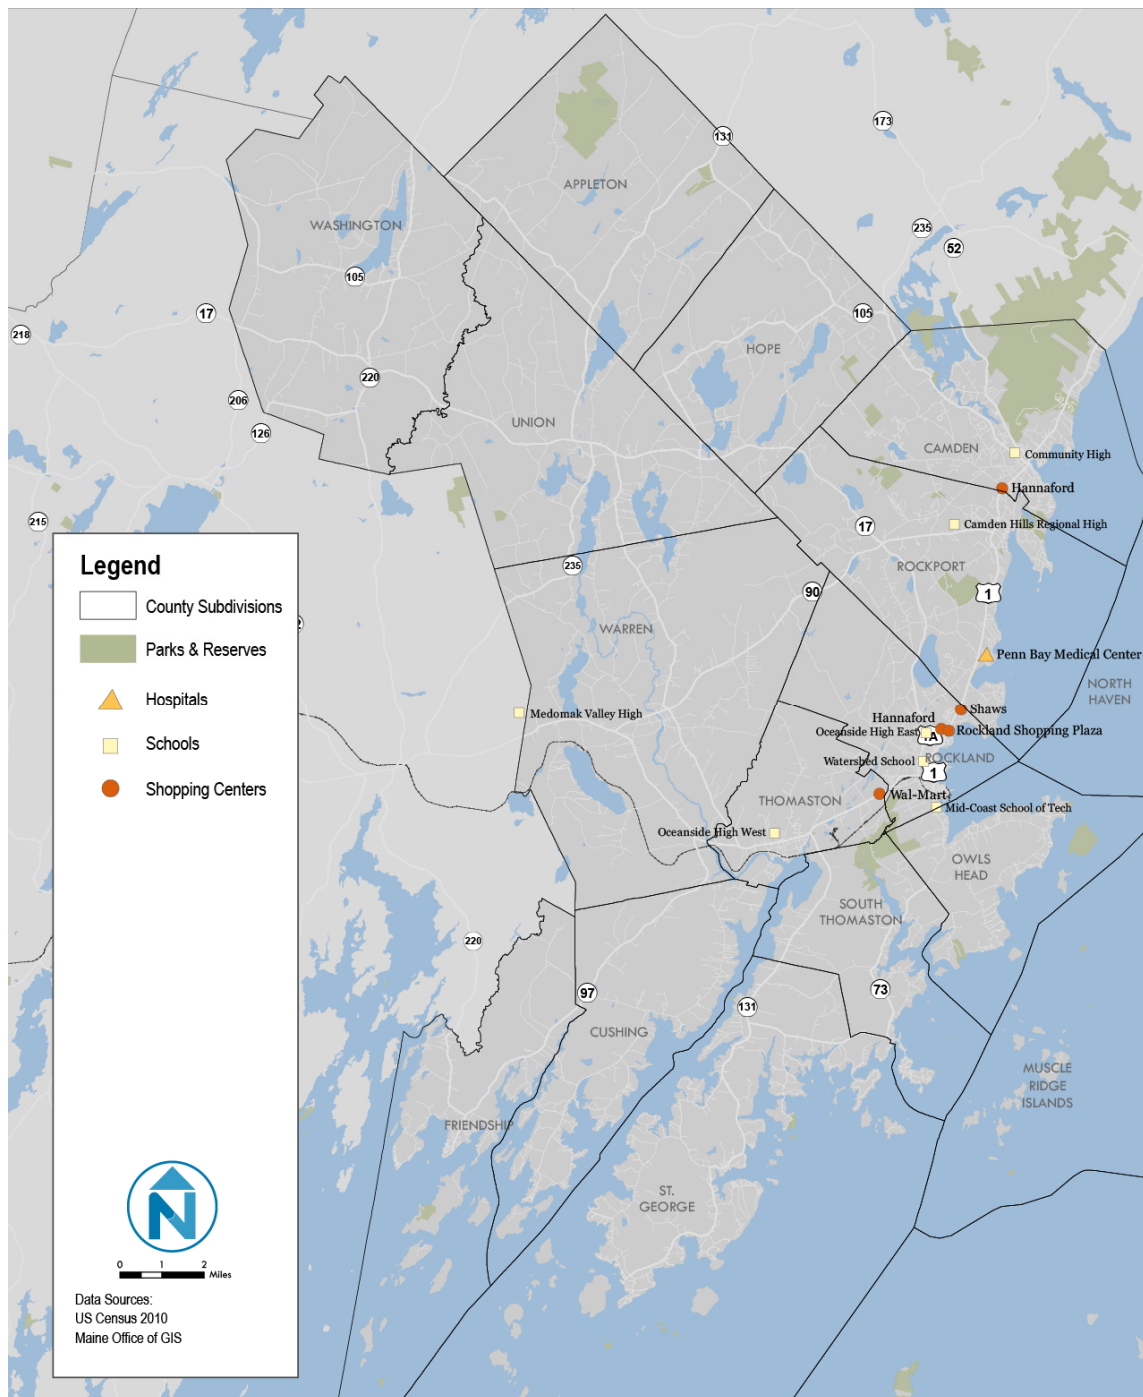 131
173
APPLETON
WASHINGTON
235
52
105
17
218
105
HOPE
220
206
126
UNION
CAMDEN
Community High
Hannaford
215
17
Camden Hills Regional High
235
ROCKPORT
90
1
WARREN
Penn Bay Medical Center
NORTH
HAVEN
Medomak Valley High
Shaws
Hannaford
Oceanside High East
1A
Rockland Shopping Plaza
Watershed School
ROCKLAND
1
THOMASTON
Wal-Mart
Mid-Coast School of Tech
Oceanside High West
OWLS
HEAD
SOUTH
THOMASTON
220
97
73
131
CUSHING
MUSCLE
RIDGE
ISLANDS
FRIENDSHIP
ST.
GEORGE
Legend
County Subdivisions
Parks & Reserves
Hospitals
Schools
Shopping Centers
N
0 1 2
Miles
Data Sources:
US Census 2010
Maine Office of GIS